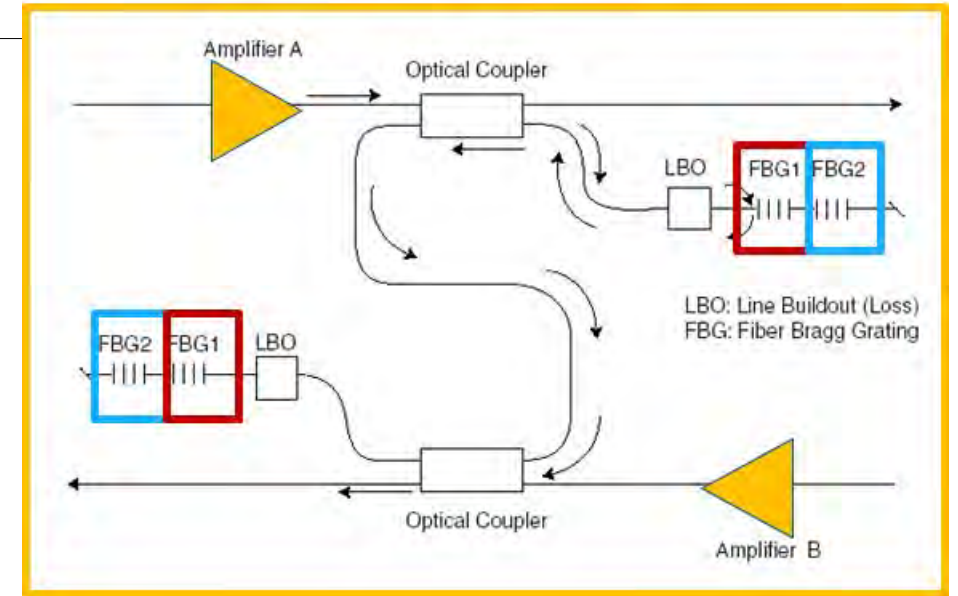 Amplifier A
Optical Coupler
LBO
FBG1
FBG2
LBO: Line Buildout (Loss)
FBG: Fiber Bragg Grating
FBG2
FBG1
LBO
Optical Coupler
Amplifier B